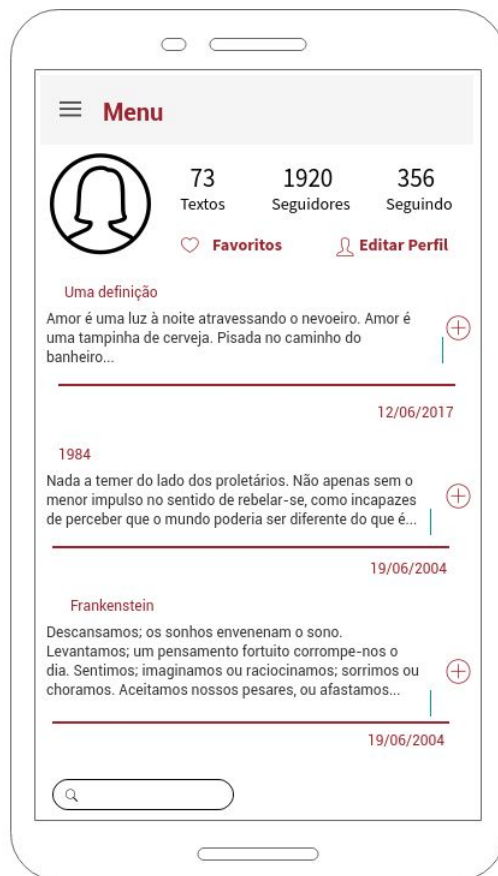 Menu
73 1920 356
Textos Seguidores Seguindo
Favoritos Editar Perfil
Uma definição
Amor é uma luz à noite atravessando o nevoeiro. Amor é
uma tampinha de cerveja. Pisada no caminho do
banheiro...
12/06/2017
1984
Nada a temer do lado dos proletários. Não apenas sem o
menor impulso no sentido de rebelar-se, como incapazes
de perceber que o mundo poderia ser diferente do que é...
19/06/2004
Frankenstein
Descansamos; os sonhos envenenam o sono.
Levantamos; um pensamento fortuito corrompe-nos o
dia. Sentimos; imaginamos ou raciocinamos; sorrimos ou
choramos. Aceitamos nossos pesares, ou afastamos...
19/06/2004